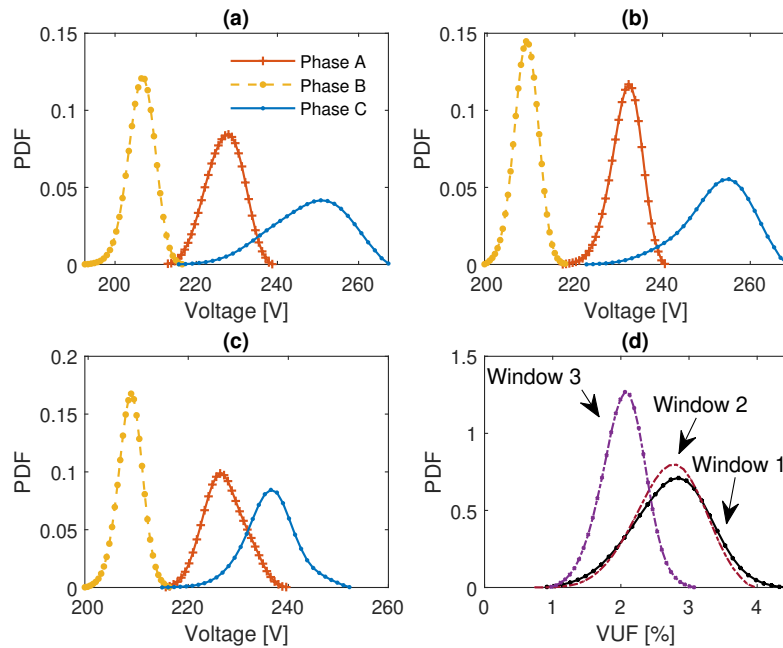 (a)
0.15
0.1
0.05
0
PDF
200
220
240
260
Voltage [V]
Phase A
Phase B
Phase C
(b)
0.15
0.1
0.05
0
PDF
200
220
240
260
Voltage [V]
(c)
0.2
0.15
0.1
0.05
0
PDF
200
220
240
260
Voltage [V]
(d)
1.5
1
0.5
0
PDF
0
1
2
3
4
VUF [%]
Window 3
Window 2
Window 1